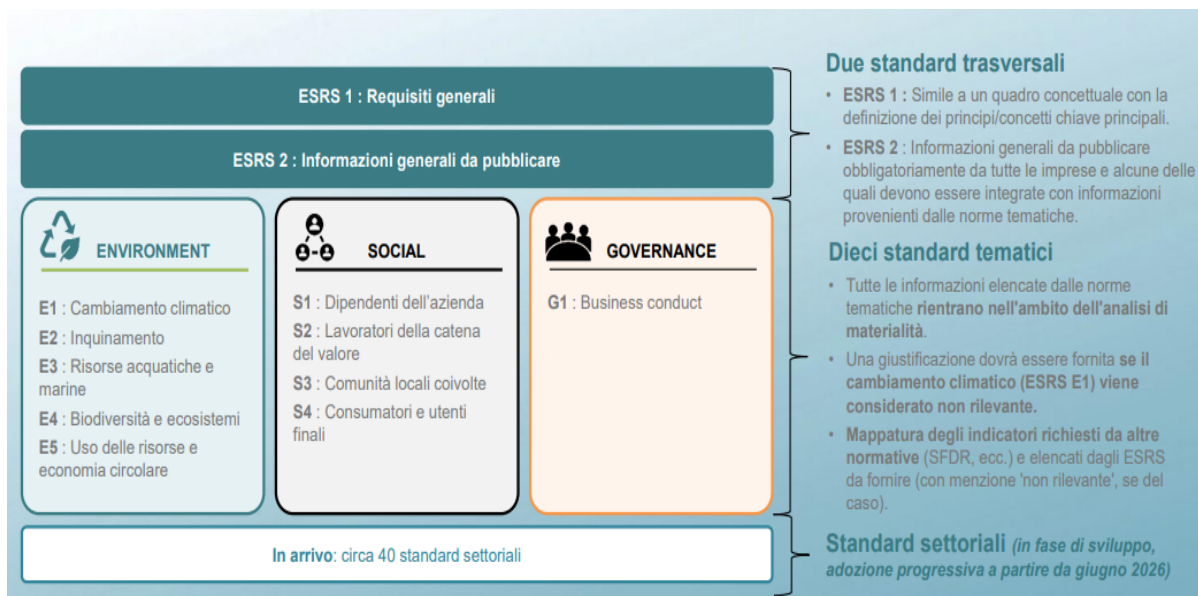 ESRS 1 : Requisiti generali
ESRS 2 : Informazioni generali da pubblicare
ENVIRONMENT
E1 : Cambiamento climatico
E2 : Inquinamento
E3 : Risorse acquatiche e
marine
E4 : Biodiversità e ecosistemi
E5 : Uso delle risorse e
economia circolare
SOCIAL
S1 : Dipendenti dell'azienda
S2 : Lavoratori della catena
del valore
S3 : Comunità locali coivolte
S4 : Consumatori e utenti
finali
GOVERNANCE
G1 : Business conduct
In arrivo: circa 40 standard settoriali
Due standard trasversali
• ESRS 1 : Simile a un quadro concettuale con la
definizione dei principi/concetti chiave principali.
• ESRS 2 : Informazioni generali da pubblicare
obbligatoriamente da tutte le imprese e alcune delle
quali devono essere integrate con informazioni
provenienti dalle norme tematiche.
Dieci standard tematici
• Tutte le informazioni elencate dalle norme
tematiche rientrano nell'ambito dell'analisi di
materialità.
• Una giustificazione dovrà essere fornita se il
cambiamento climatico (ESRS E1) viene
considerato non rilevante.
• Mappatura degli indicatori richiesti da altre
normative (SFDR, ecc.) e elencati dagli ESRS
da fornire (con menzione 'non rilevante', se del
caso).
Standard settoriali (in fase di sviluppo,
adozione progressiva a partire da giugno 2026)